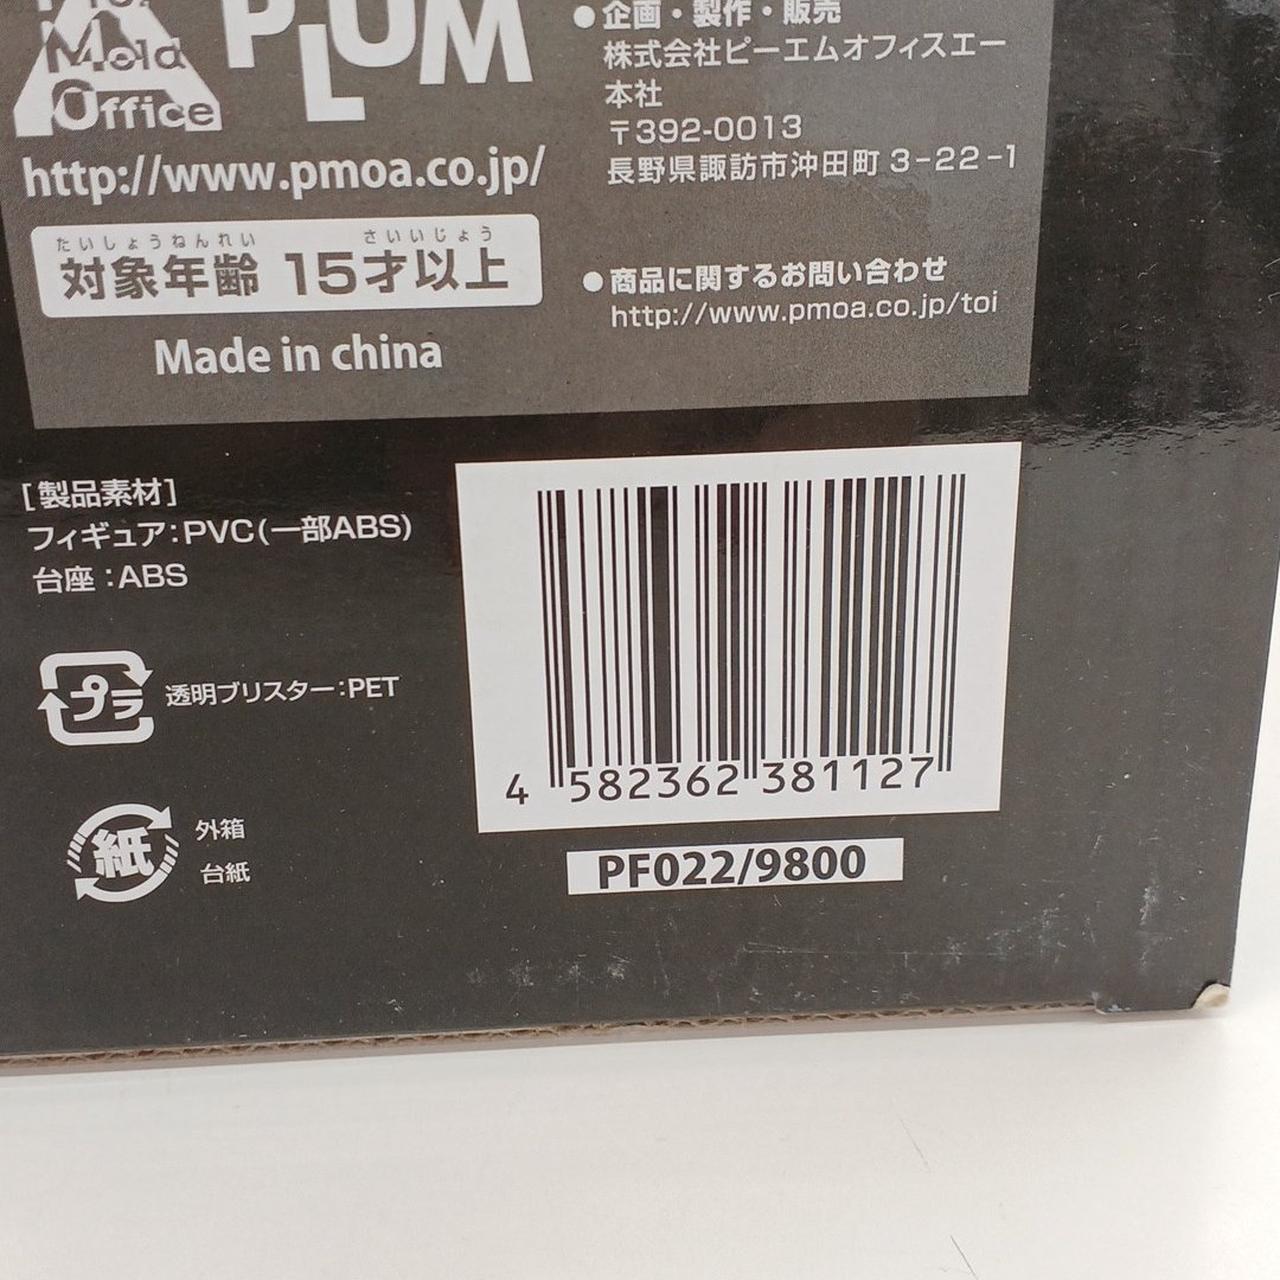 Mold
Office
PLUM
http://www.pmoa.co.jp/
たいしょうねんれい さいいじょう
対象年齢 15才以上
Made in china
●企画・製作・販売
株式会社ピーエムオフィスエー
本社
〒392-0013
長野県諏訪市沖田町 3-22-1
●商品に関するお問い合わせ
http://www.pmoa.co.jp/toi
[製品素材]
フィギュア:PVC(一部ABS)
台座:ABS
プラ
透明ブリスター:PET
紙
外箱
台紙
4 582362 381127
PF022/9800